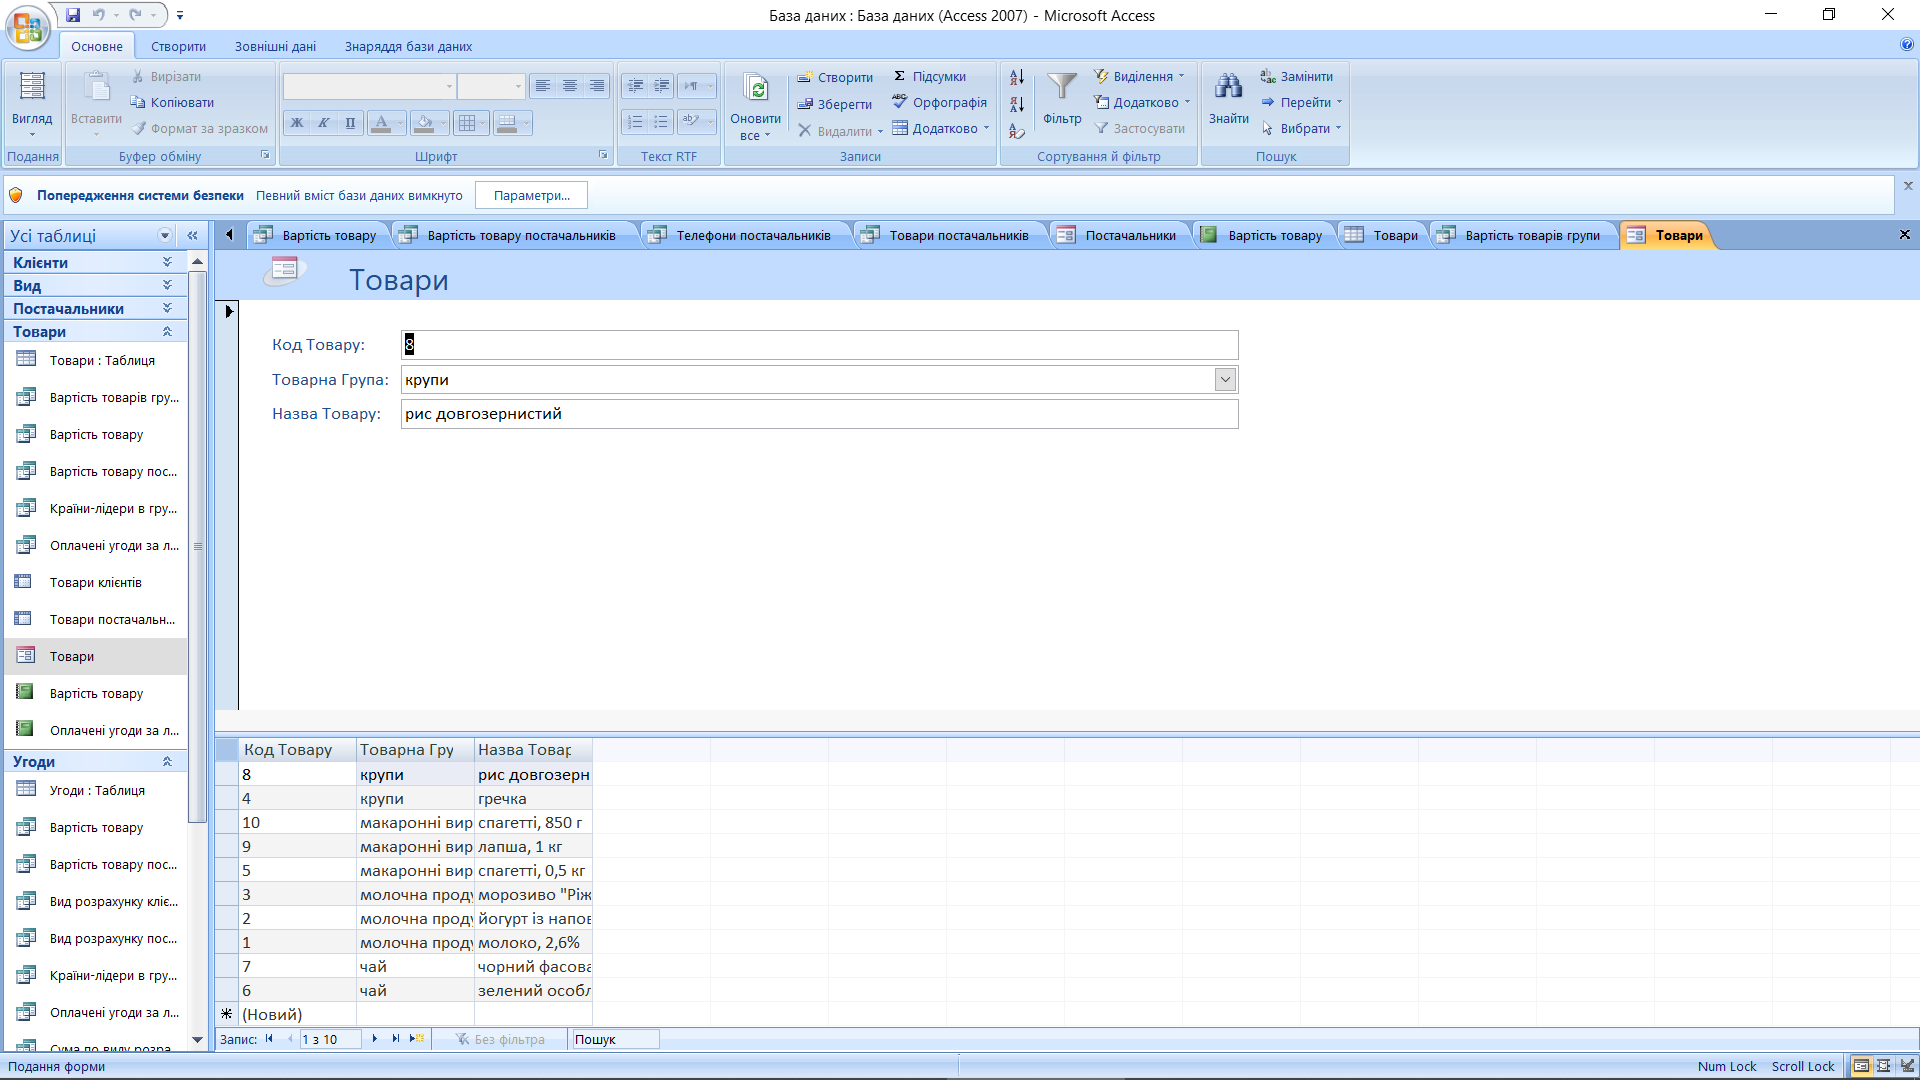 База даних : База даних (Access 2007) - Microsoft Access
Основне Створити Зовнішні дані Знаряддя бази даних
Вигляд
Подання
Вставити
Вирізати
Копіювати
Формат за зразком
Буфер обміну
Ж К П А
Шрифт
Текст RTF
Оновити все
Створити
Зберегти
Видалити
Σ Підсумки
Орфографія
Додатково
Записи
Фільтр
Виділення
Додатково
Застосувати
Сортування й фільтр
Знайти
Замінити
Перейти
Вибрати
Пошук
Попередження системи безпеки Певний вміст бази даних вимкнуто Параметри...
Усі таблиці
Клієнти
Вид
Постачальники
Товари
Товари : Таблиця
Вартість товарів гру...
Вартість товару
Вартість товару пос...
Країни-лідери в гру...
Оплачені угоди за л...
Товари клієнтів
Товари постачальн...
Товари
Вартість товару
Оплачені угоди за л...
Угоди
Угоди : Таблиця
Вартість товару
Вартість товару пос...
Вид розрахунку кліє...
Вид розрахунку пос...
Країни-лідери в гру...
Оплачені угоди за л...
Сума по виду розра...
Вартість товару Вартість товару постачальників Телефони постачальників Товари постачальників Постачальники Вартість товару Товари Вартість товарів групи Товари
Товари
Код Товару: 8
Товарна Група: крупи
Назва Товару: рис довгозернистий
Код Товару Товарна Гру Назва Товар
8 крупи рис довгозерн
4 крупи гречка
10 макаронні вир спагетті, 850 г
9 макаронні вир лапша, 1 кг
5 макаронні вир спагетті, 0,5 кг
3 молочна проду морозиво "Ріж
2 молочна проду йогурт із напов
1 молочна проду молоко, 2,6%
7 чай чорний фасова
6 чай зелений особл
(Новий)
Запис: 1 з 10 Без фільтра Пошук
Подання форми Num Lock Scroll Lock